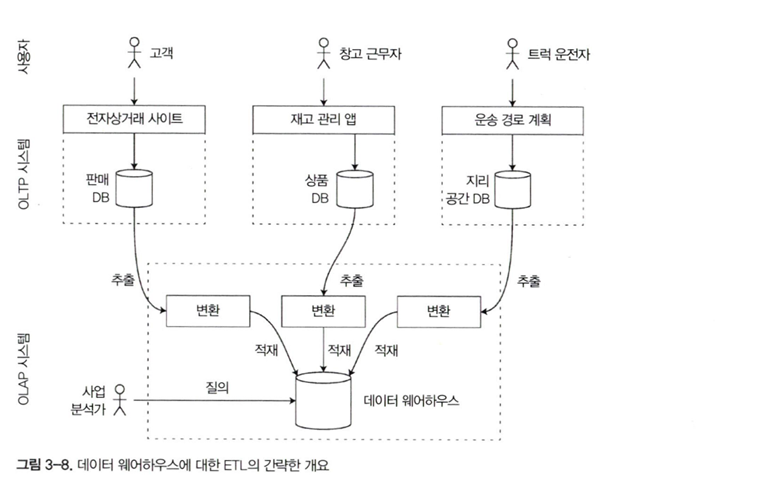 사용자
고객
창고 근무자
트럭 운전자
전자상거래 사이트
재고 관리 앱
운송 경로 계획
OLTP 시스템
판매
DB
상품
DB
지리
공간 DB
추출
추출
추출
변환
변환
변환
적재
적재
적재
OLAP 시스템
사업
분석가
질의
데이터 웨어하우스
그림 3-8. 데이터 웨어하우스에 대한 ETL의 간략한 개요